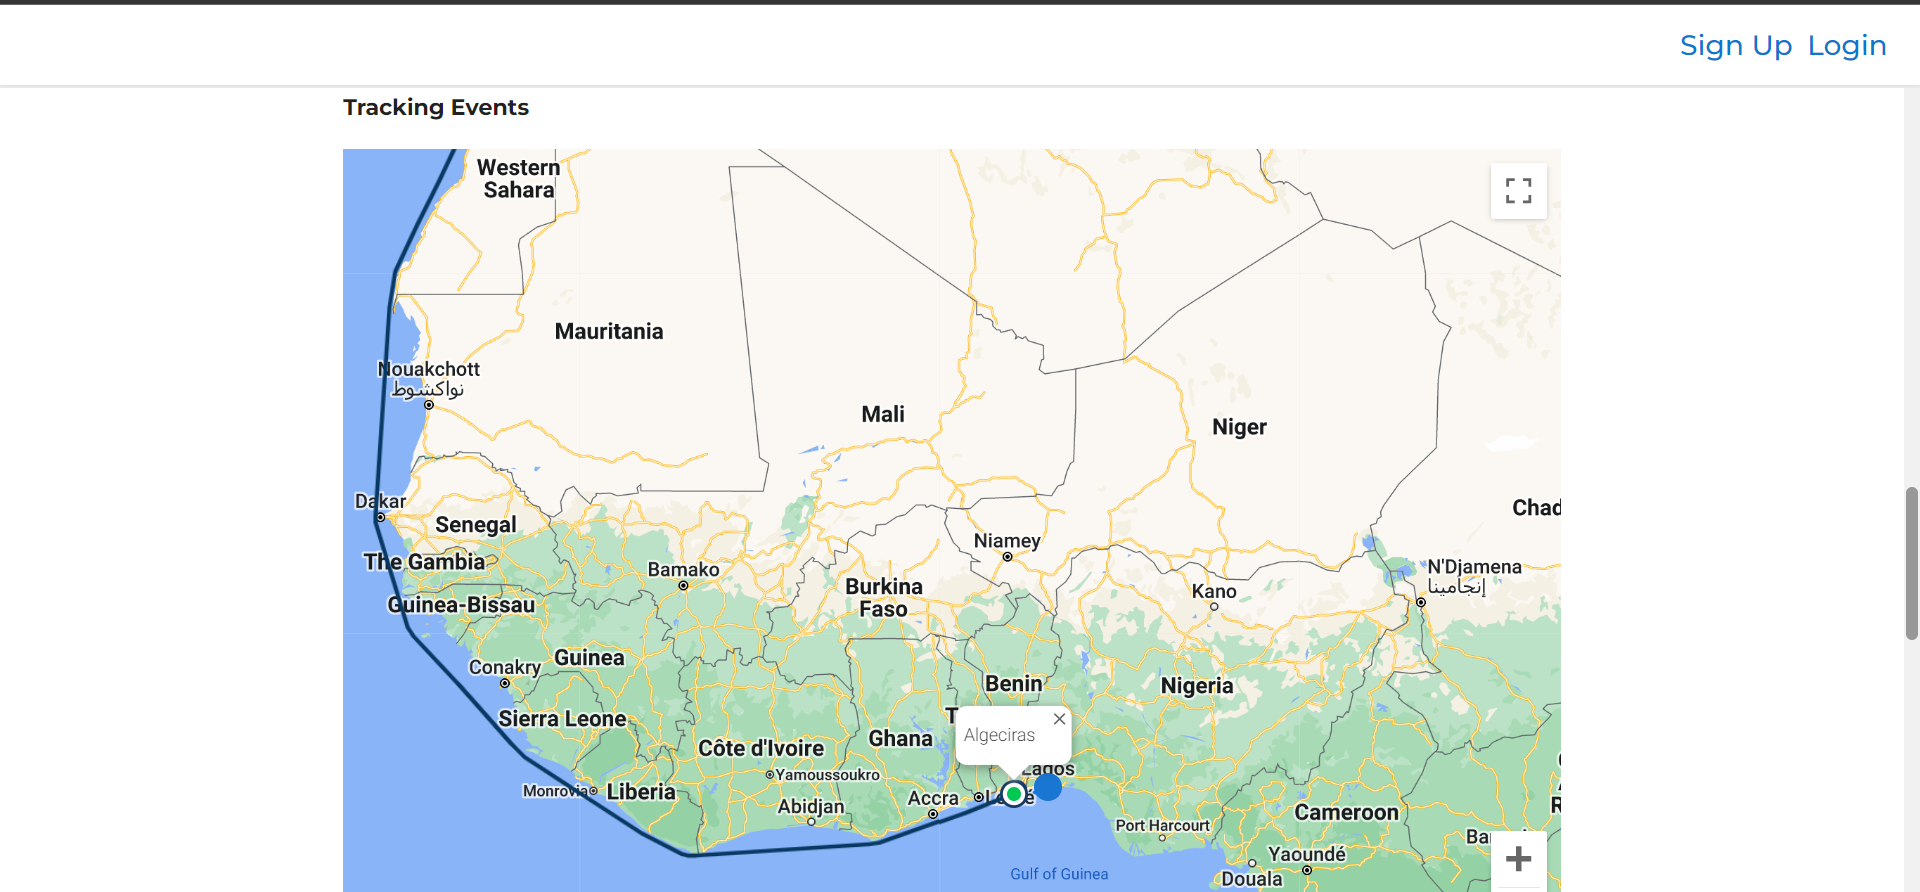 Sign Up Login
Tracking Events
Western
Sahara
Mauritania
Nouakchott
نواكشوط
Mali
Niger
Dakar
Senegal
Chad
The Gambia
Niamey
Bamako
N'Djamena
إنجامينا
Burkina
Faso
Kano
Guinea-Bissau
Guinea
Conakry
Benin
Nigeria
Sierra Leone
Algeciras
Ghana
Côte d'Ivoire
Lagos
Yamoussoukro
Monrovia
Liberia
Accra
Abidjan
Cameroon
Port Harcourt
Yaoundé
Gulf of Guinea
Douala